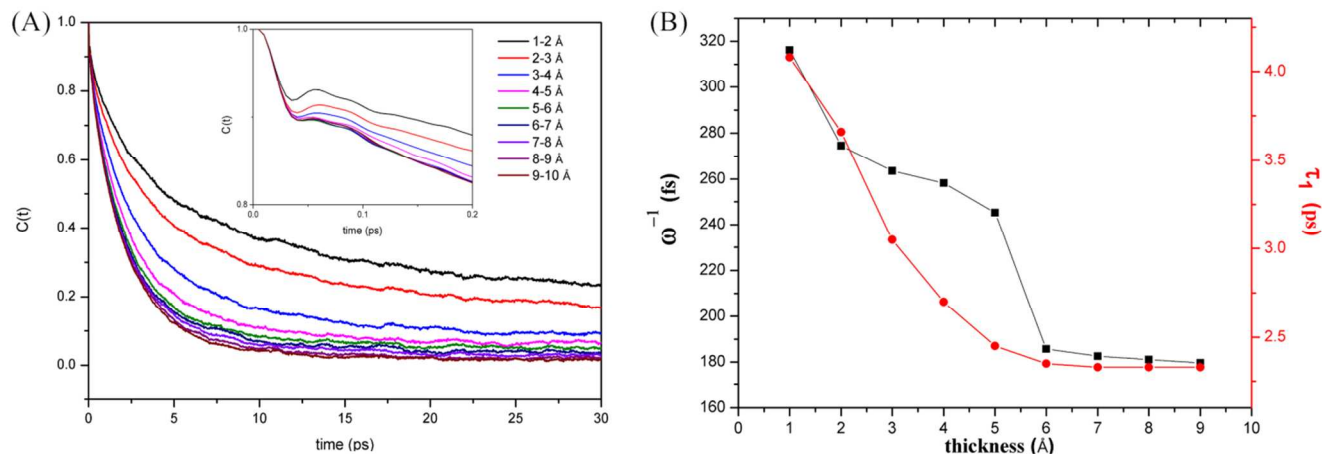 (A)
1.0
0.8
0.6
0.4
0.2
0.0
C(t)
0 5 10 15 20 25 30
time (ps)
1.0
0.8
C(t)
0.0 0.1 0.2
time (ps)
1-2 Å
2-3 Å
3-4 Å
4-5 Å
5-6 Å
6-7 Å
7-8 Å
8-9 Å
9-10 Å
(B)
320
300
280
260
240
220
200
180
160
ω⁻¹ (fs)
0 1 2 3 4 5 6 7 8 9 10
thickness (Å)
4.0
3.5
3.0
2.5
τ₁ (ps)